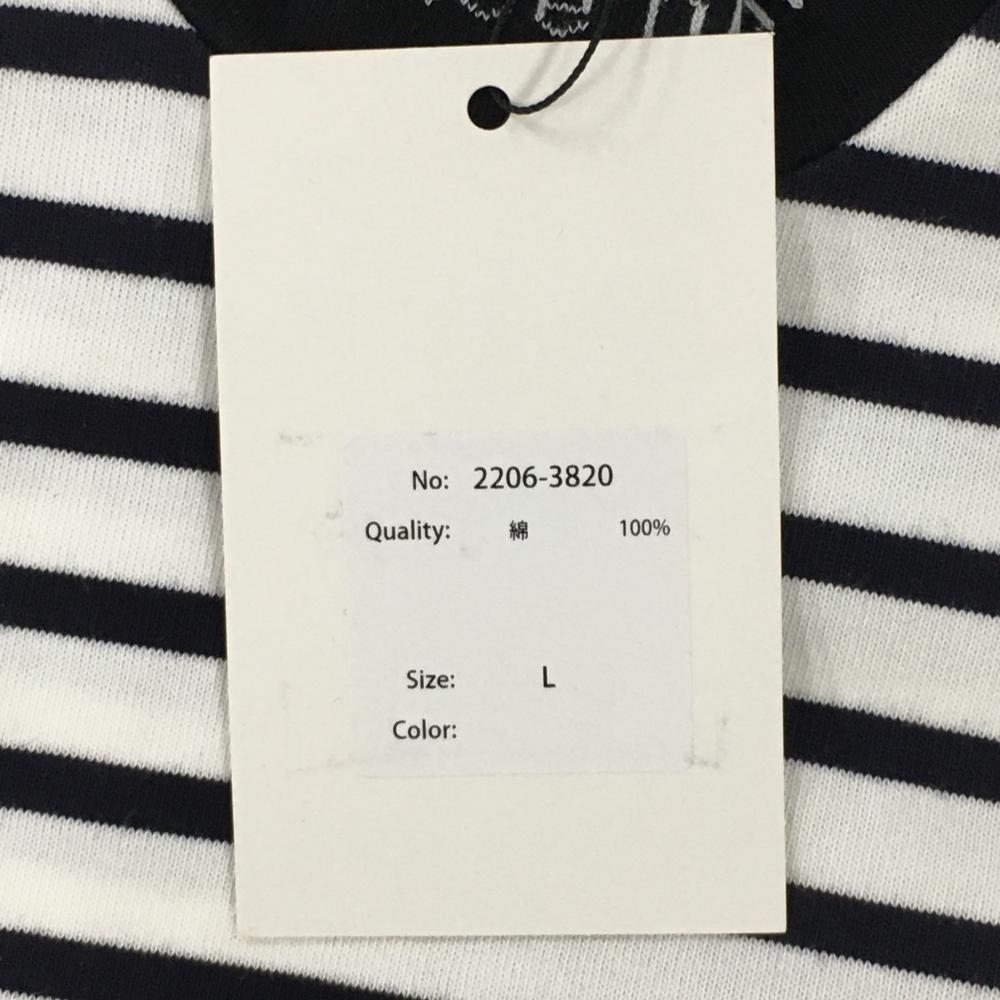 No: 2206-3820
Quality: 綿 100%
Size: L
Color: